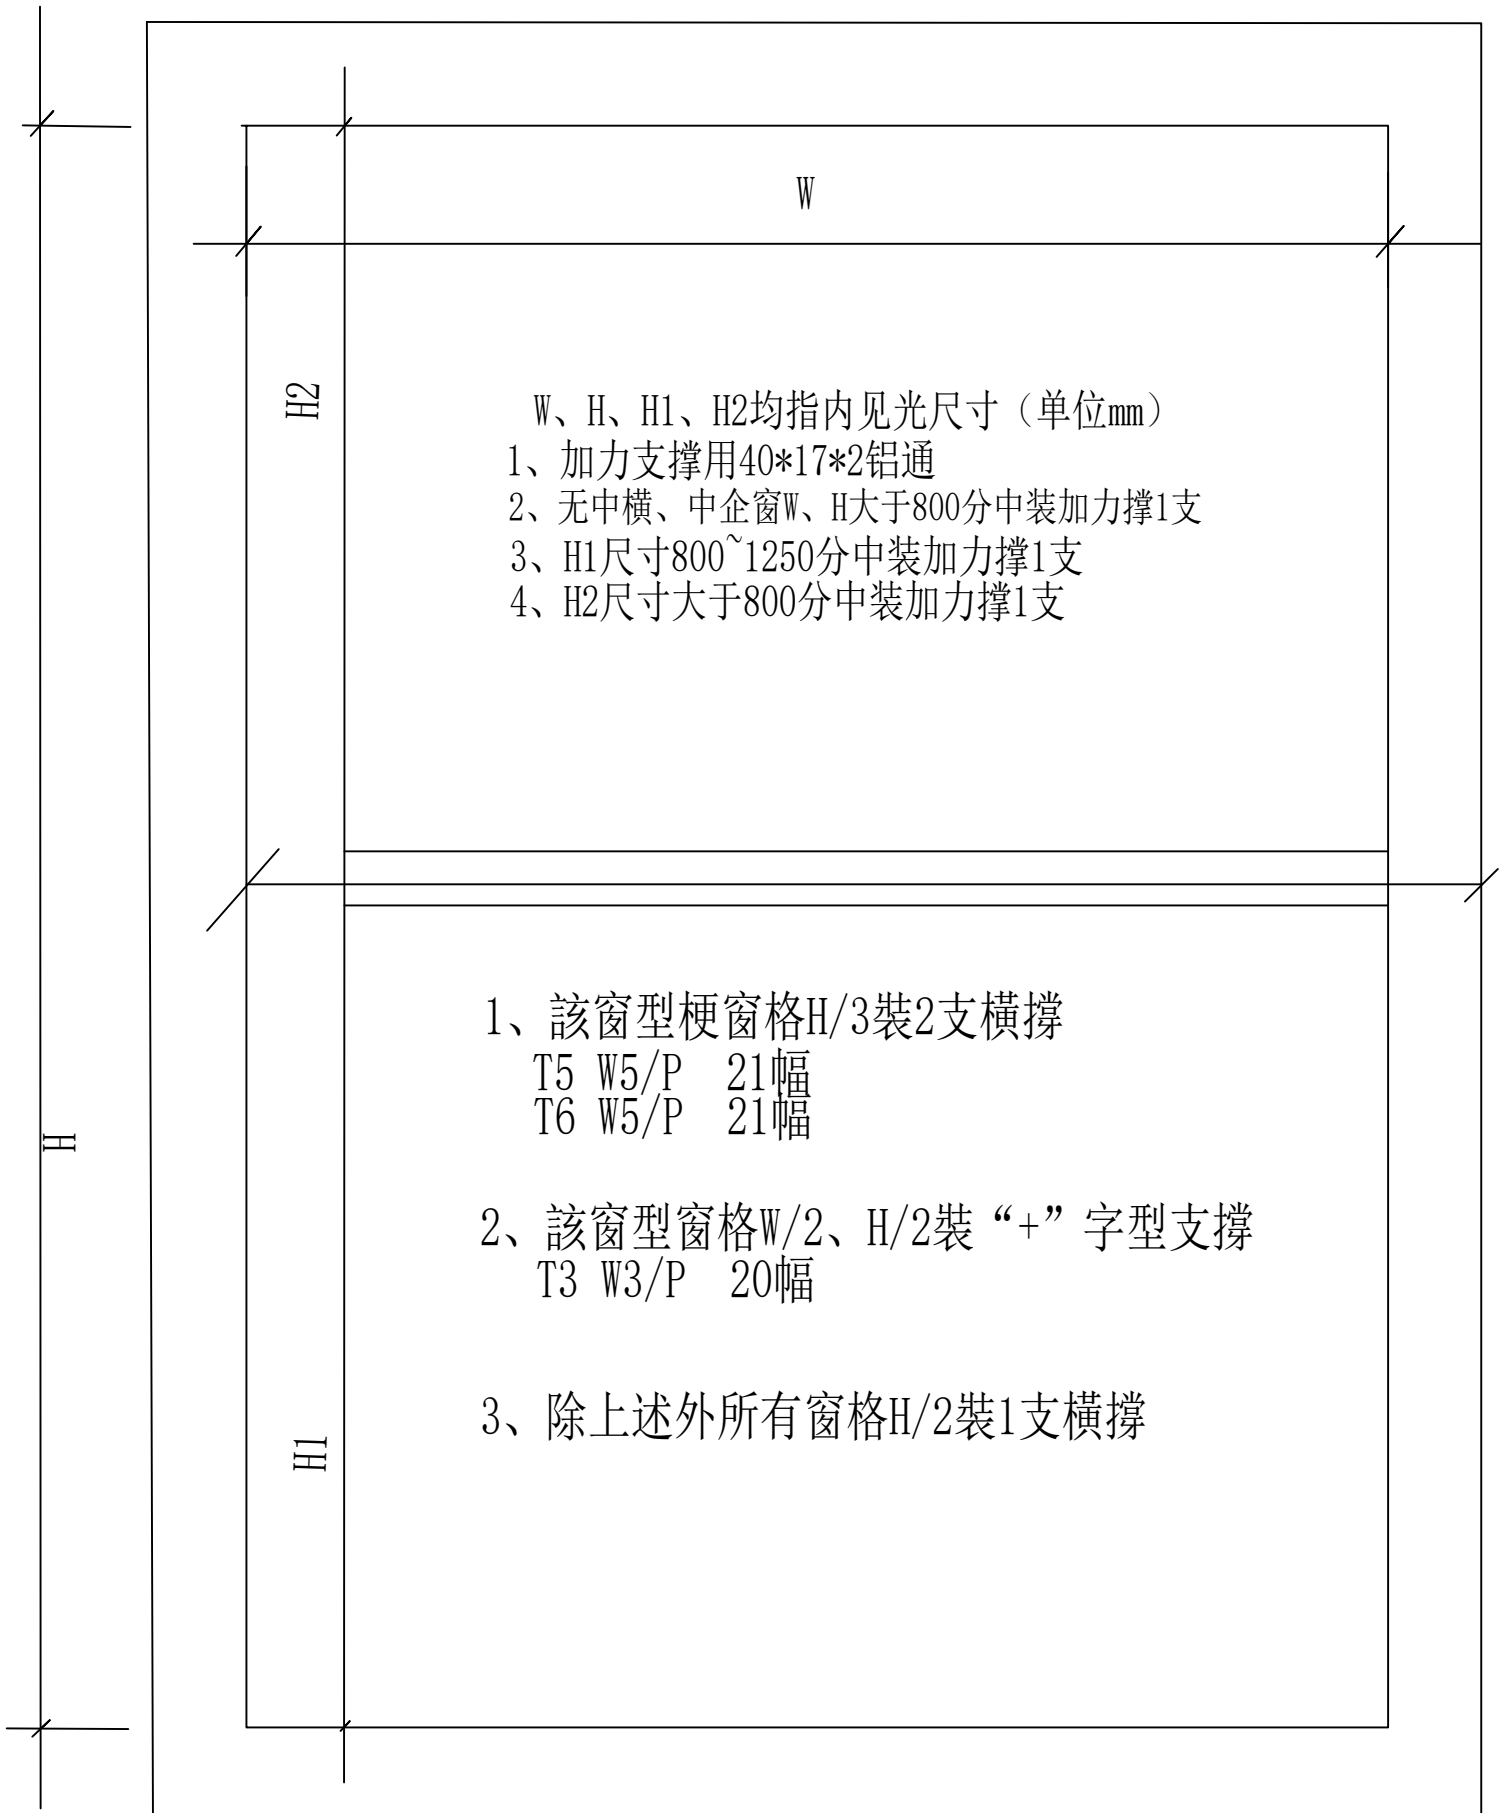 W
H2
W、H、H1、H2均指内见光尺寸（单位mm）
1、加力支撑用40*17*2铝通
2、无中横、中企窗W、H大于800分中装加力撑1支
3、H1尺寸800~1250分中装加力撑1支
4、H2尺寸大于800分中装加力撑1支
1、該窗型梗窗格H/3裝2支橫撐
T5 W5/P 21幅
T6 W5/P 21幅
H
2、該窗型窗格W/2、H/2裝“+”字型支撐
T3 W3/P 20幅
3、除上述外所有窗格H/2裝1支橫撐
H1